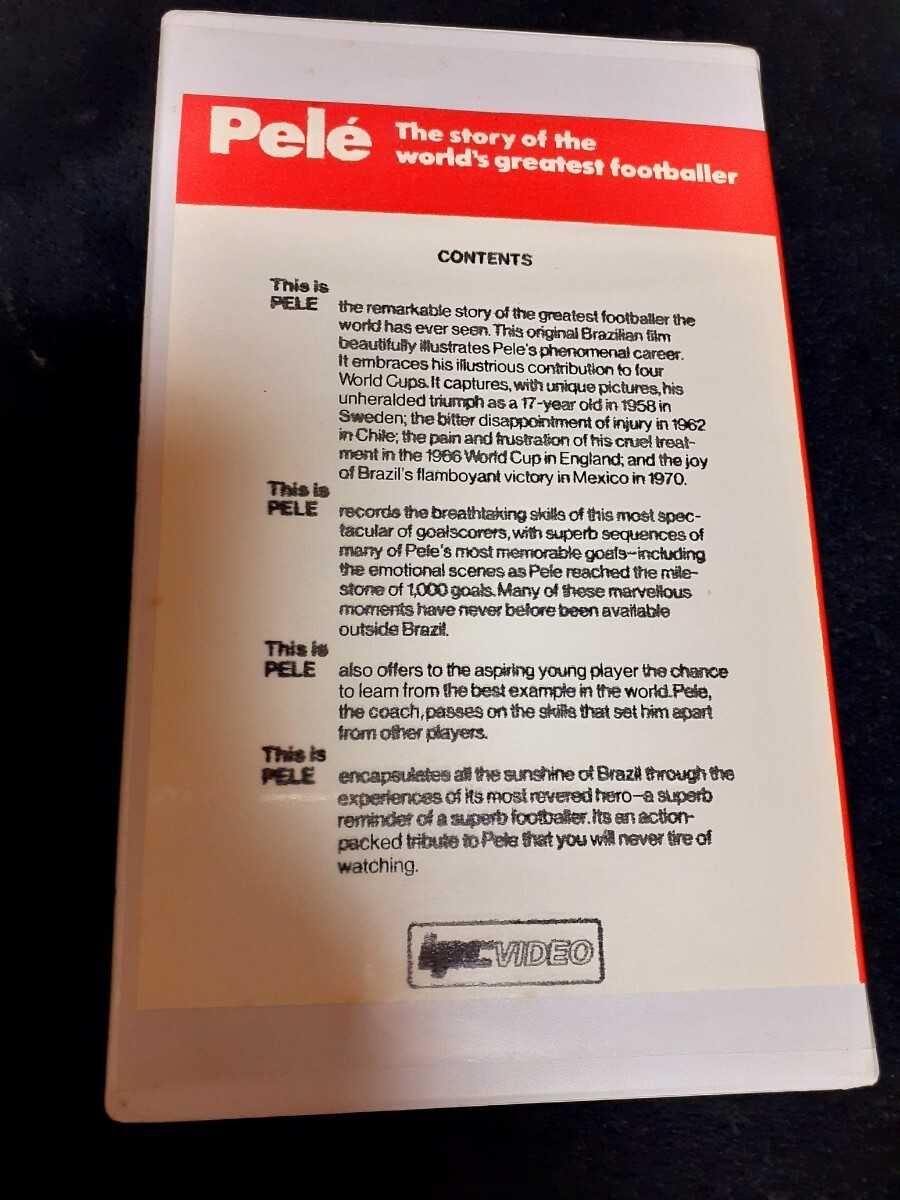 Pelé
The story of the
world's greatest footballer
CONTENTS
This is
PELE
the remarkable story of the greatest footballer the
world has ever seen. This original Brazilian film
beautifully illustrates Pele's phenomenal career.
It embraces his illustrious contribution to four
World Cups. It captures, with unique pictures, his
unheralded triumph as a 17-year old in 1958 in
Sweden; the bitter disappointment of injury in 1962
in Chile; the pain and frustration of his cruel treat-
ment in the 1966 World Cup in England; and the joy
of Brazil's flamboyant victory in Mexico in 1970.
This is
PELE
records the breathtaking skills of this most spec-
tacular of goalscorers, with superb sequences of
many of Pele's most memorable goals–including
the emotional scenes as Pele reached the mile-
stone of 1,000 goals. Many of these marvellous
moments have never before been available
outside Brazil.
This is
PELE
also offers to the aspiring young player the chance
to learn from the best example in the world. Pele,
the coach, passes on the skills that set him apart
from other players.
This is
PELE
encapsulates all the sunshine of Brazil through the
experiences of its most revered hero–a superb
reminder of a superb footballer. Its an action-
packed tribute to Pele that you will never tire of
watching.
ipc VIDEO